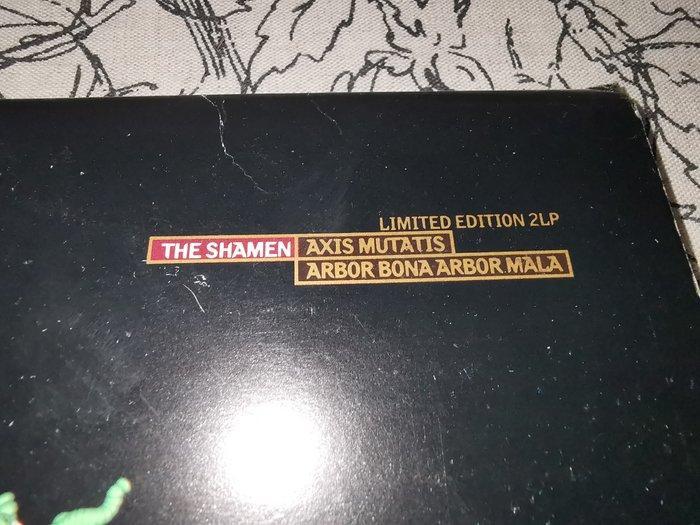 LIMITED EDITION 2LP
THE SHAMEN AXIS MUTATIS
ARBOR BONA ARBOR MALA